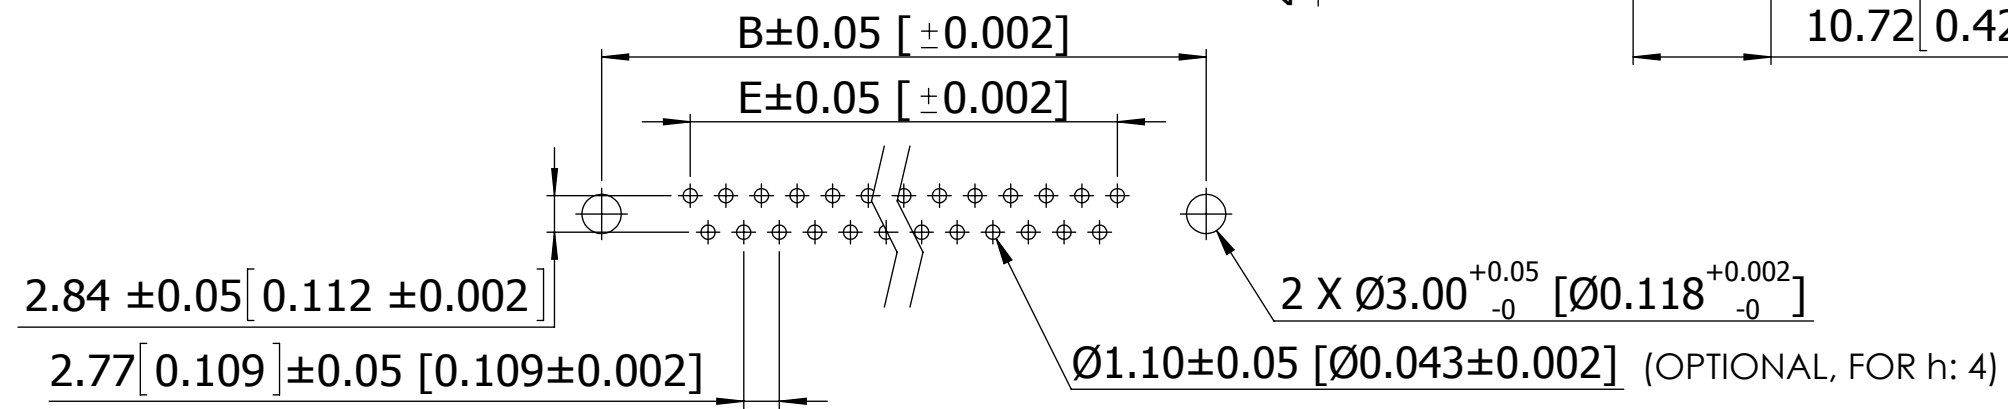 B±0.05 [ ±0.002]
10.72[0.42
E±0.05 [ ±0.002]
2.84 ±0.05[0.112 ±0.002]
2 X Ø3.00 +0.05 -0 [Ø0.118 +0.002 -0 ]
2.77[0.109]±0.05 [0.109±0.002]
Ø1.10±0.05 [Ø0.043±0.002] (OPTIONAL, FOR h: 4)